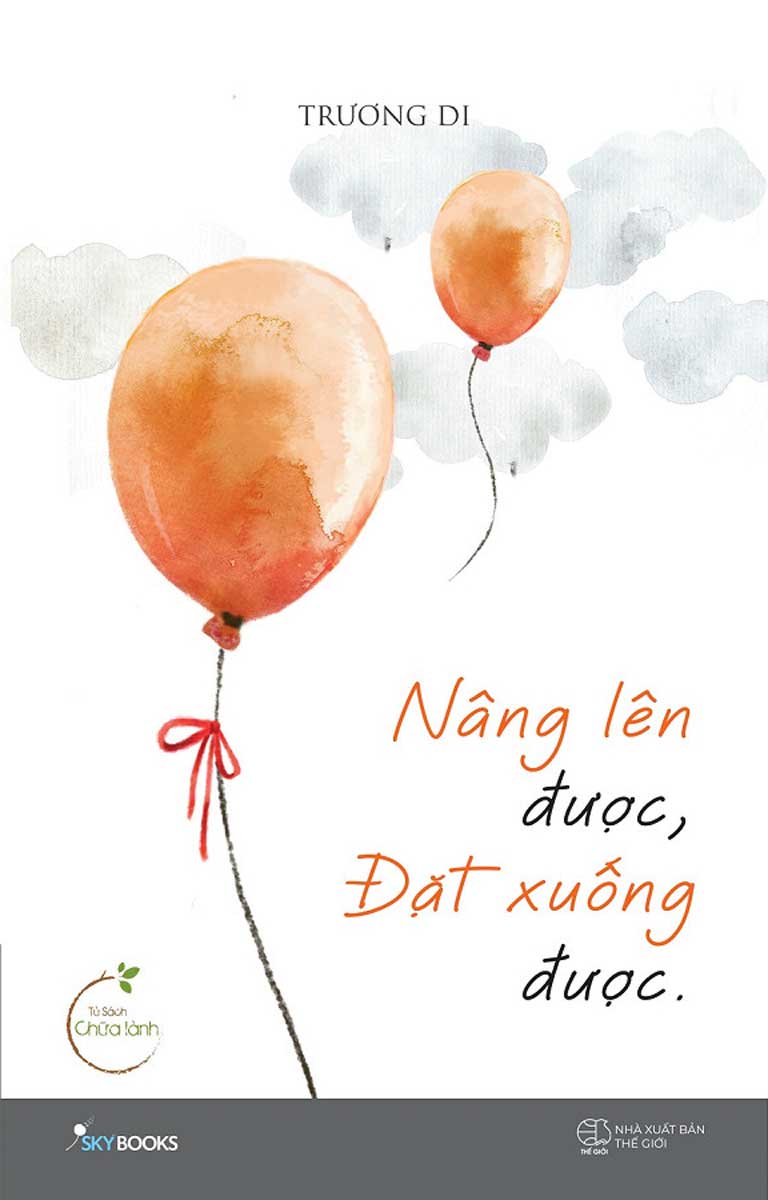 TRƯƠNG DI
Nâng lên
được,
Đặt xuống
được.
Tủ Sách
Chữa lành
SKYBOOKS
THẾ GIỚI
NHÀ XUẤT BẢN
THẾ GIỚI